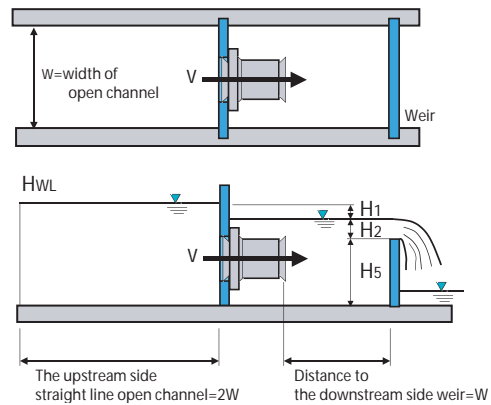 W=width of
open channel
V
Weir
HWL
H1
H2
V
H5
The upstream side
straight line open channel=2W
Distance to
the downstream side weir=W